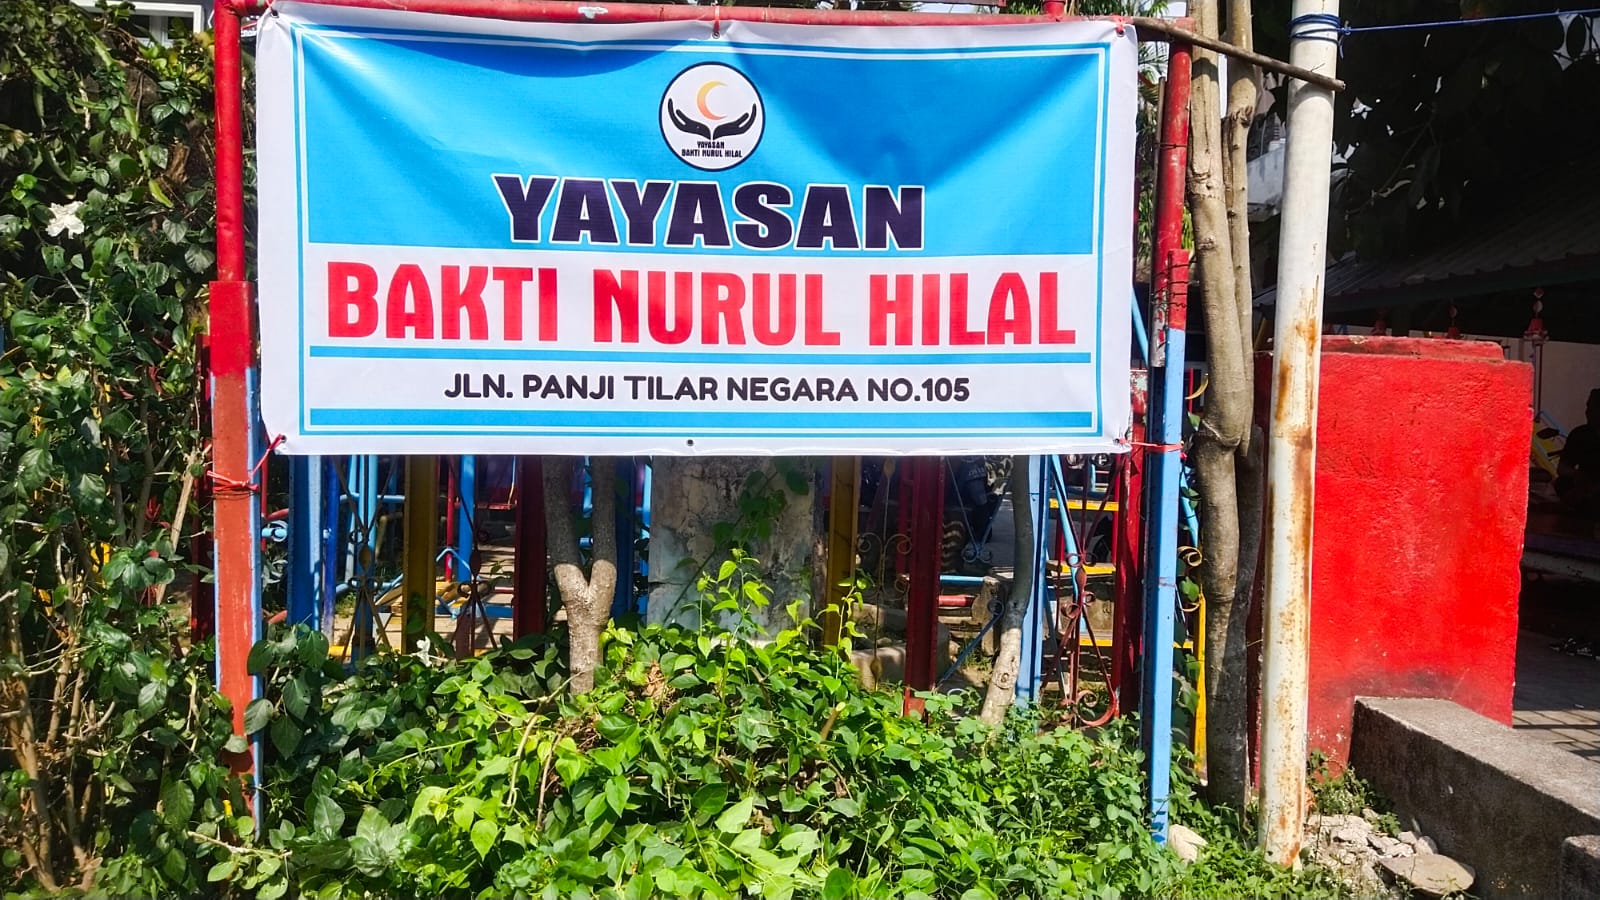 YAYASAN
BAKTI NURUL HILAL
YAYASAN
BAKTI NURUL HILAL
JLN. PANJI TILAR NEGARA NO.105